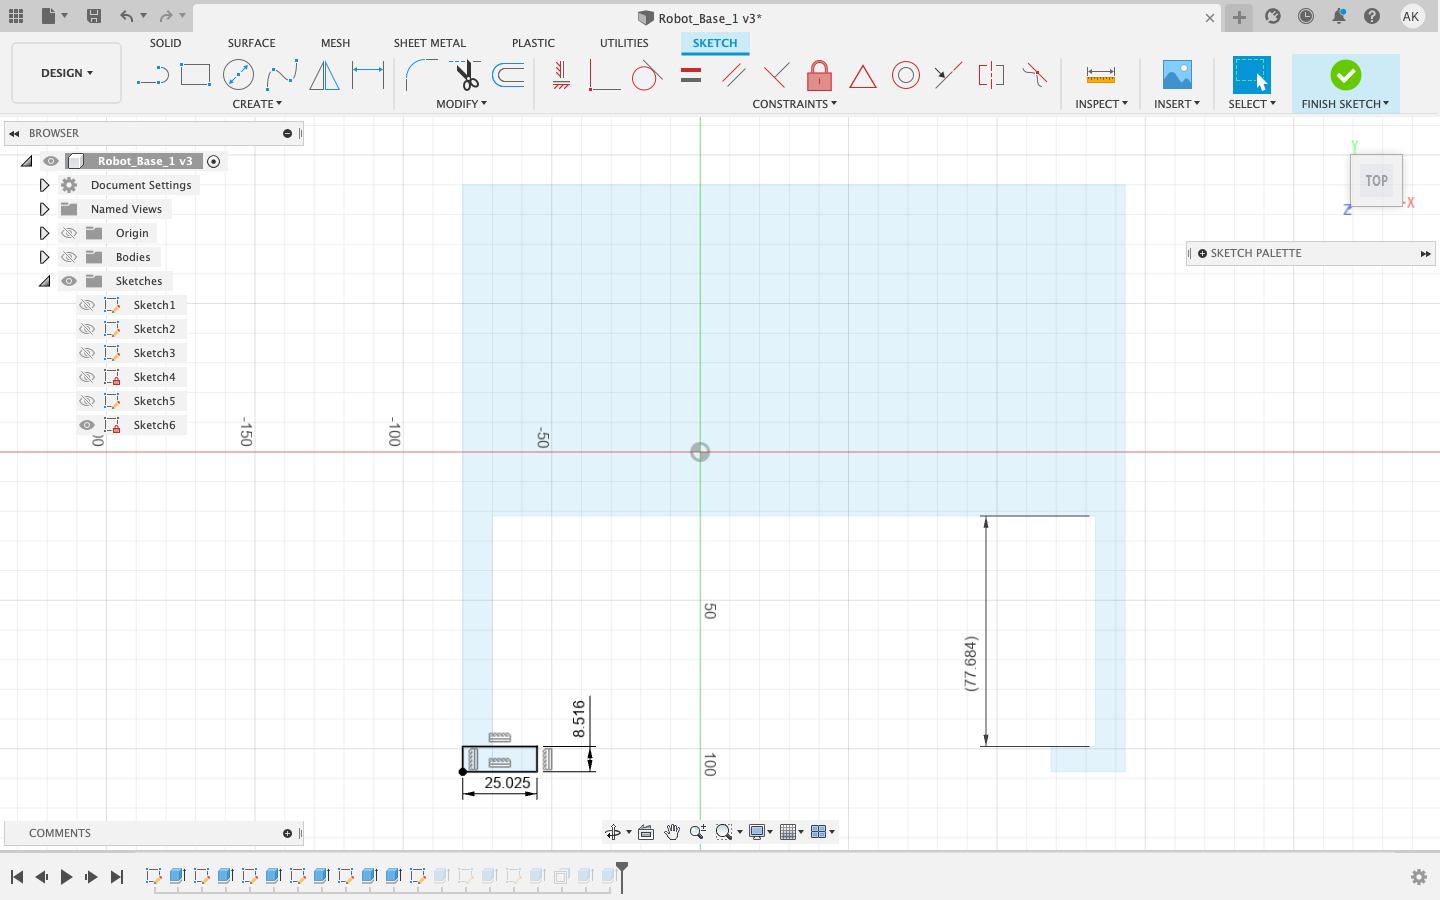 Robot_Base_1 v3*
AK
DESIGN
SOLID
SURFACE
MESH
SHEET METAL
PLASTIC
UTILITIES
SKETCH
CREATE
MODIFY
CONSTRAINTS
INSPECT
INSERT
SELECT
FINISH SKETCH
BROWSER
Robot_Base_1 v3
Document Settings
Named Views
Origin
Bodies
Sketches
Sketch1
Sketch2
Sketch3
Sketch4
Sketch5
Sketch6
Y
TOP
Z
X
SKETCH PALETTE
-150
-100
-50
50
100
(77.684)
8.516
25.025
COMMENTS